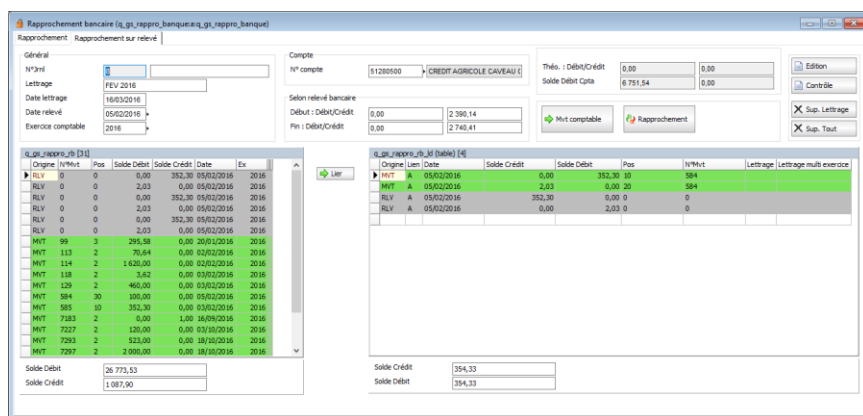 Rapprochement bancaire (q_gs_rappro_banque:a:q_gs_rappro_banque)
Rapprochement Rapprochement sur relevé
Général
N°Jrnl 0
Lettrage FEV 2016
Date lettrage 16/03/2016
Date relevé 05/02/2016
Exercice comptable 2016
Compte
N° compte 51280500 CREDIT AGRICOLE CAVEAU (
Selon relevé bancaire
Début : Débit/Crédit 0,00 2 390,14
Fin : Débit/Crédit 0,00 2 740,41
Théo. : Débit/Crédit 0,00 0,00
Solde Débit Cpta 6 751,54 0,00
Mvt comptable Rapprochement
Edition
Contrôle
Sup. Lettrage
Sup. Tout
q_gs_rappro_rb [31]
Origine N°Mvt Pos Solde Débit Solde Crédit Date Ex
RLV 0 0 0,00 352,30 05/02/2016 2016
RLV 0 0 2,03 0,00 05/02/2016 2016
RLV 0 0 0,00 352,30 05/02/2016 2016
RLV 0 0 2,03 0,00 05/02/2016 2016
RLV 0 0 0,00 352,30 05/02/2016 2016
RLV 0 0 2,03 0,00 05/02/2016 2016
MVT 99 3 295,58 0,00 20/01/2016 2016
MVT 113 2 70,64 0,00 02/02/2016 2016
MVT 114 2 1 620,00 0,00 02/02/2016 2016
MVT 118 2 3,62 0,00 03/02/2016 2016
MVT 129 2 460,00 0,00 03/02/2016 2016
MVT 584 30 100,00 0,00 05/02/2016 2016
MVT 585 10 352,30 0,00 03/02/2016 2016
MVT 7183 2 0,00 1,00 16/09/2016 2016
MVT 7227 2 120,00 0,00 03/10/2016 2016
MVT 7293 2 523,00 0,00 18/10/2016 2016
MVT 7297 2 2 000,00 0,00 18/10/2016 2016
Solde Débit 26 773,53
Solde Crédit 1 087,90
Lier
q_gs_rappro_rb_ld (table) [4]
Origine Lien Date Solde Crédit Solde Débit Pos N°Mvt Lettrage Lettrage multi exercice
MVT A 05/02/2016 0,00 352,30 10 584
MVT A 05/02/2016 2,03 0,00 20 584
RLV A 05/02/2016 352,30 0,00 0 0
RLV A 05/02/2016 0,00 2,03 0 0
Solde Crédit 354,33
Solde Débit 354,33